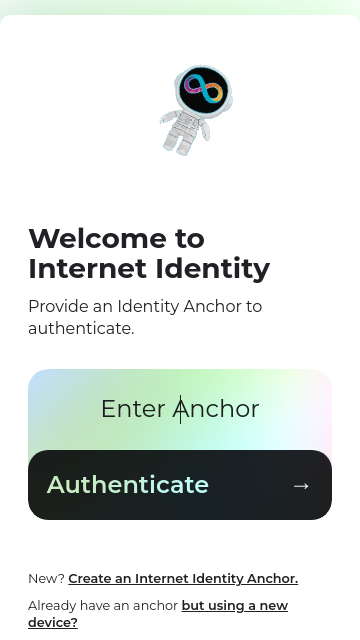 Welcome to
Internet Identity
Provide an Identity Anchor to
authenticate.
Enter Anchor
Authenticate →
New? Create an Internet Identity Anchor.
Already have an anchor but using a new
device?